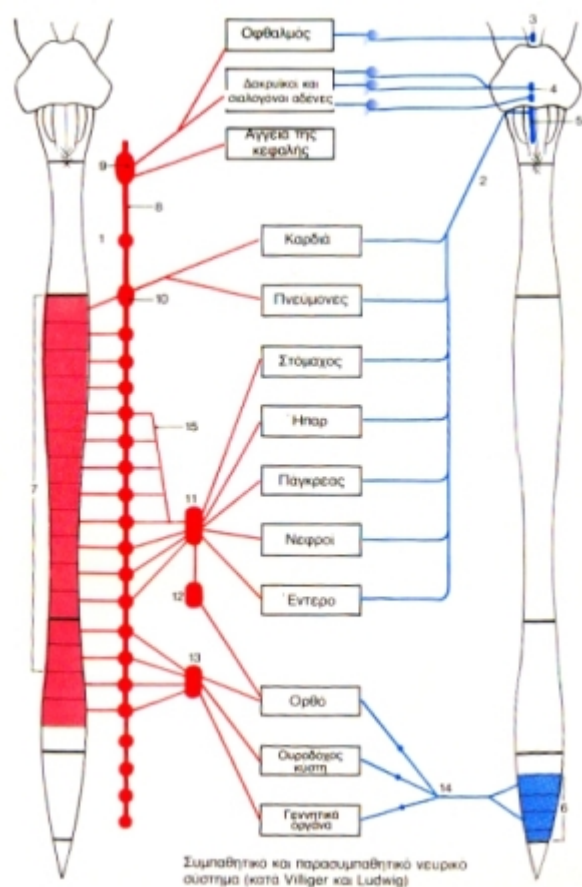 3
Οφθαλμός
Δακρυϊκοί και
σιαλογόνοι αδένες
4
5
Αγγεία της
κεφαλής
9
2
8
1
Καρδιά
10
Πνεύμονες
Στόμαχος
15
Ήπαρ
7
Πάγκρεας
11
Νεφροί
12
Έντερο
13
Ορθό
Ουροδόχος
κύστη
14
6
Γεννητικά
όργανα
Συμπαθητικό και παρασυμπαθητικό νευρικό
σύστημα (κατά Villiger και Ludwig)